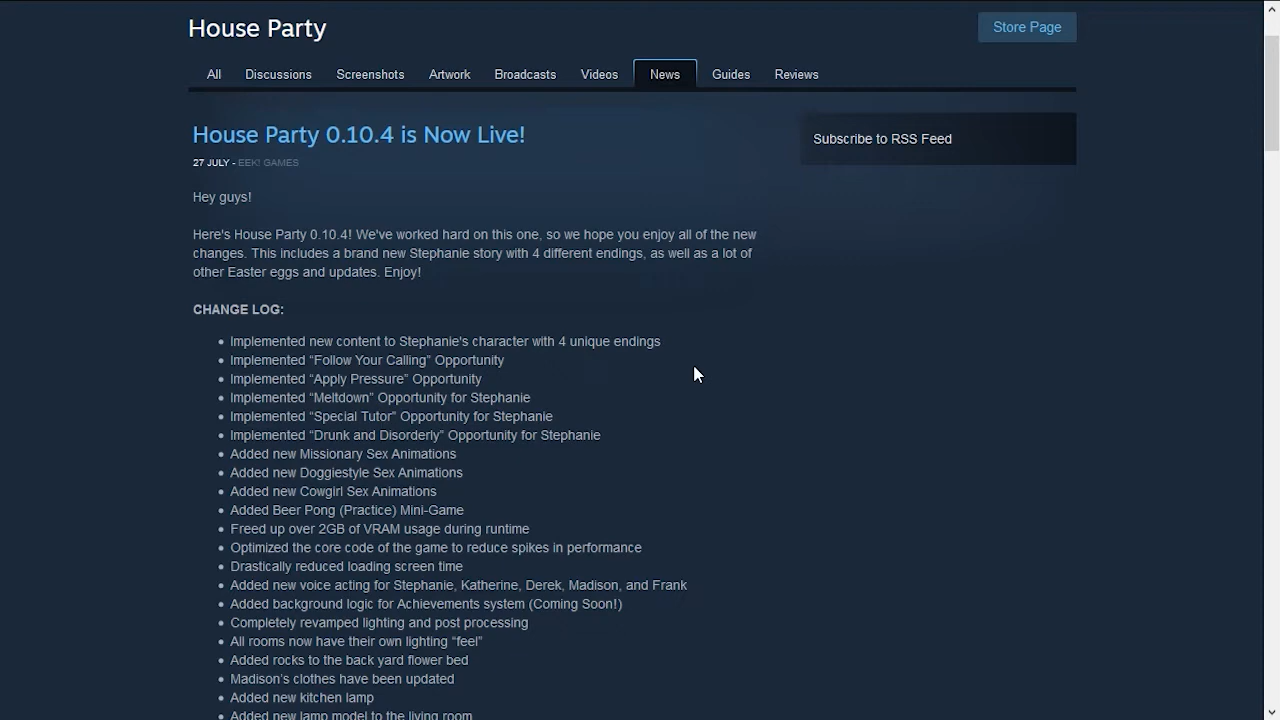 House Party
Store Page
All Discussions Screenshots Artwork Broadcasts Videos News Guides Reviews
House Party 0.10.4 is Now Live!
27 JULY - EEK! GAMES
Subscribe to RSS Feed
Hey guys!
Here's House Party 0.10.4! We've worked hard on this one, so we hope you enjoy all of the new
changes. This includes a brand new Stephanie story with 4 different endings, as well as a lot of
other Easter eggs and updates. Enjoy!
CHANGE LOG:
• Implemented new content to Stephanie's character with 4 unique endings
• Implemented “Follow Your Calling” Opportunity
• Implemented “Apply Pressure” Opportunity
• Implemented “Meltdown” Opportunity for Stephanie
• Implemented “Special Tutor” Opportunity for Stephanie
• Implemented “Drunk and Disorderly” Opportunity for Stephanie
• Added new Missionary Sex Animations
• Added new Doggiestyle Sex Animations
• Added new Cowgirl Sex Animations
• Added Beer Pong (Practice) Mini-Game
• Freed up over 2GB of VRAM usage during runtime
• Optimized the core code of the game to reduce spikes in performance
• Drastically reduced loading screen time
• Added new voice acting for Stephanie, Katherine, Derek, Madison, and Frank
• Added background logic for Achievements system (Coming Soon!)
• Completely revamped lighting and post processing
• All rooms now have their own lighting “feel”
• Added rocks to the back yard flower bed
• Madison’s clothes have been updated
• Added new kitchen lamp
• Added new lamp model to the living room